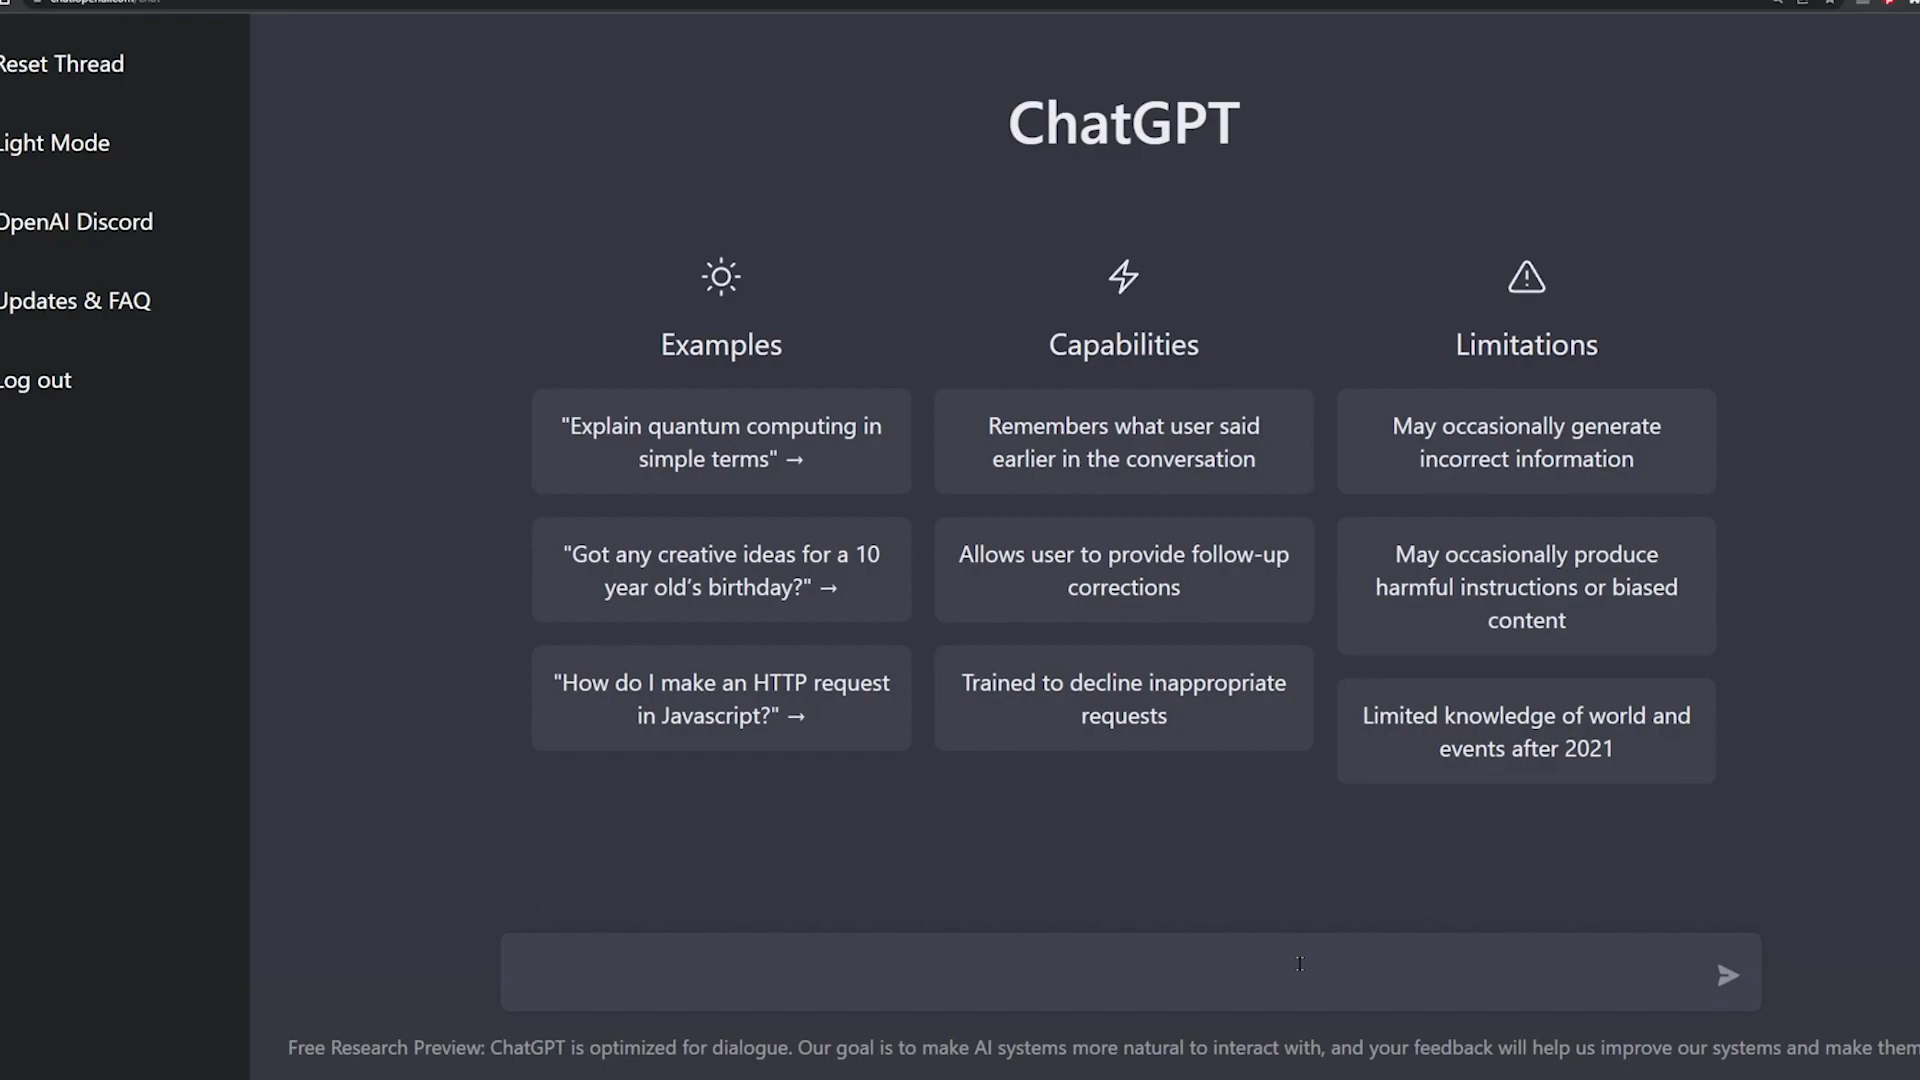 Reset Thread
Light Mode
OpenAI Discord
Updates & FAQ
Log out
ChatGPT
Examples
"Explain quantum computing in
simple terms" →
"Got any creative ideas for a 10
year old’s birthday?" →
"How do I make an HTTP request
in Javascript?" →
Capabilities
Remembers what user said
earlier in the conversation
Allows user to provide follow-up
corrections
Trained to decline inappropriate
requests
Limitations
May occasionally generate
incorrect information
May occasionally produce
harmful instructions or biased
content
Limited knowledge of world and
events after 2021
Free Research Preview: ChatGPT is optimized for dialogue. Our goal is to make AI systems more natural to interact with, and your feedback will help us improve our systems and make them